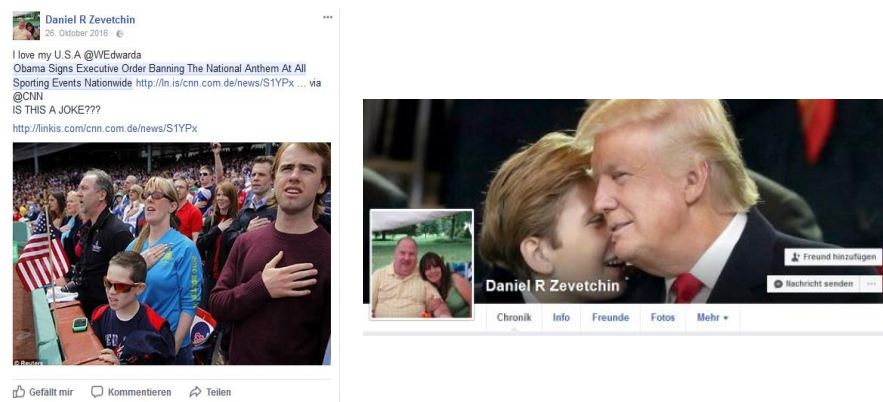 Daniel R Zevetchin
26. Oktober 2016
I love my U.S.A @WEdwarda
Obama Signs Executive Order Banning The National Anthem At All
Sporting Events Nationwide http://ln.is/cnn.com.de/news/S1YPx ... via
@CNN
IS THIS A JOKE???
http://linkis.com/cnn.com.de/news/S1YPx
© Reuters
Gefällt mir Kommentieren Teilen
Freund hinzufügen
Daniel R Zevetchin
Nachricht senden
Chronik Info Freunde Fotos Mehr